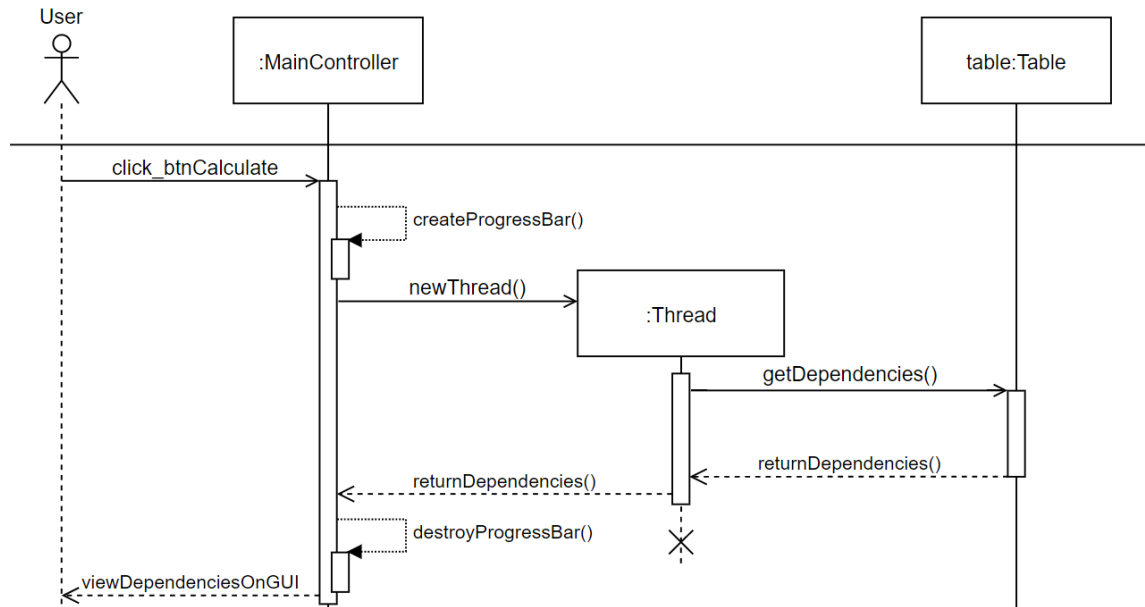 User
:MainController
table:Table
click_btnCalculate
createProgressBar()
newThread()
:Thread
getDependencies()
returnDependencies()
returnDependencies()
destroyProgressBar()
viewDependenciesOnGUI